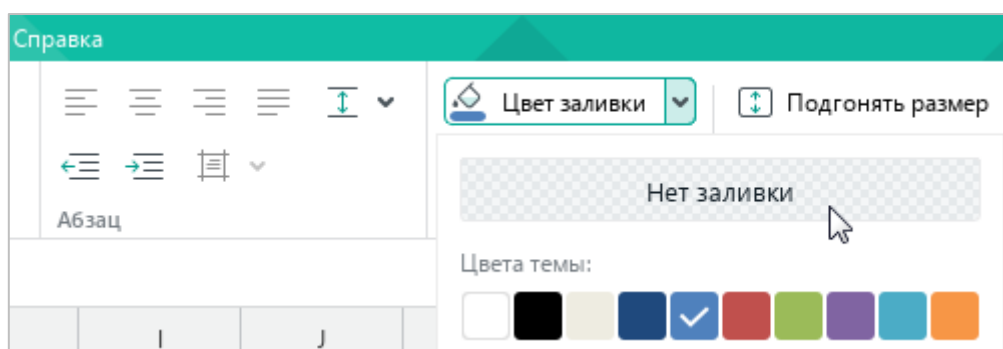 Справка
Цвет заливки
Подгонять размер
Нет заливки
Абзац
Цвета темы:
I
J